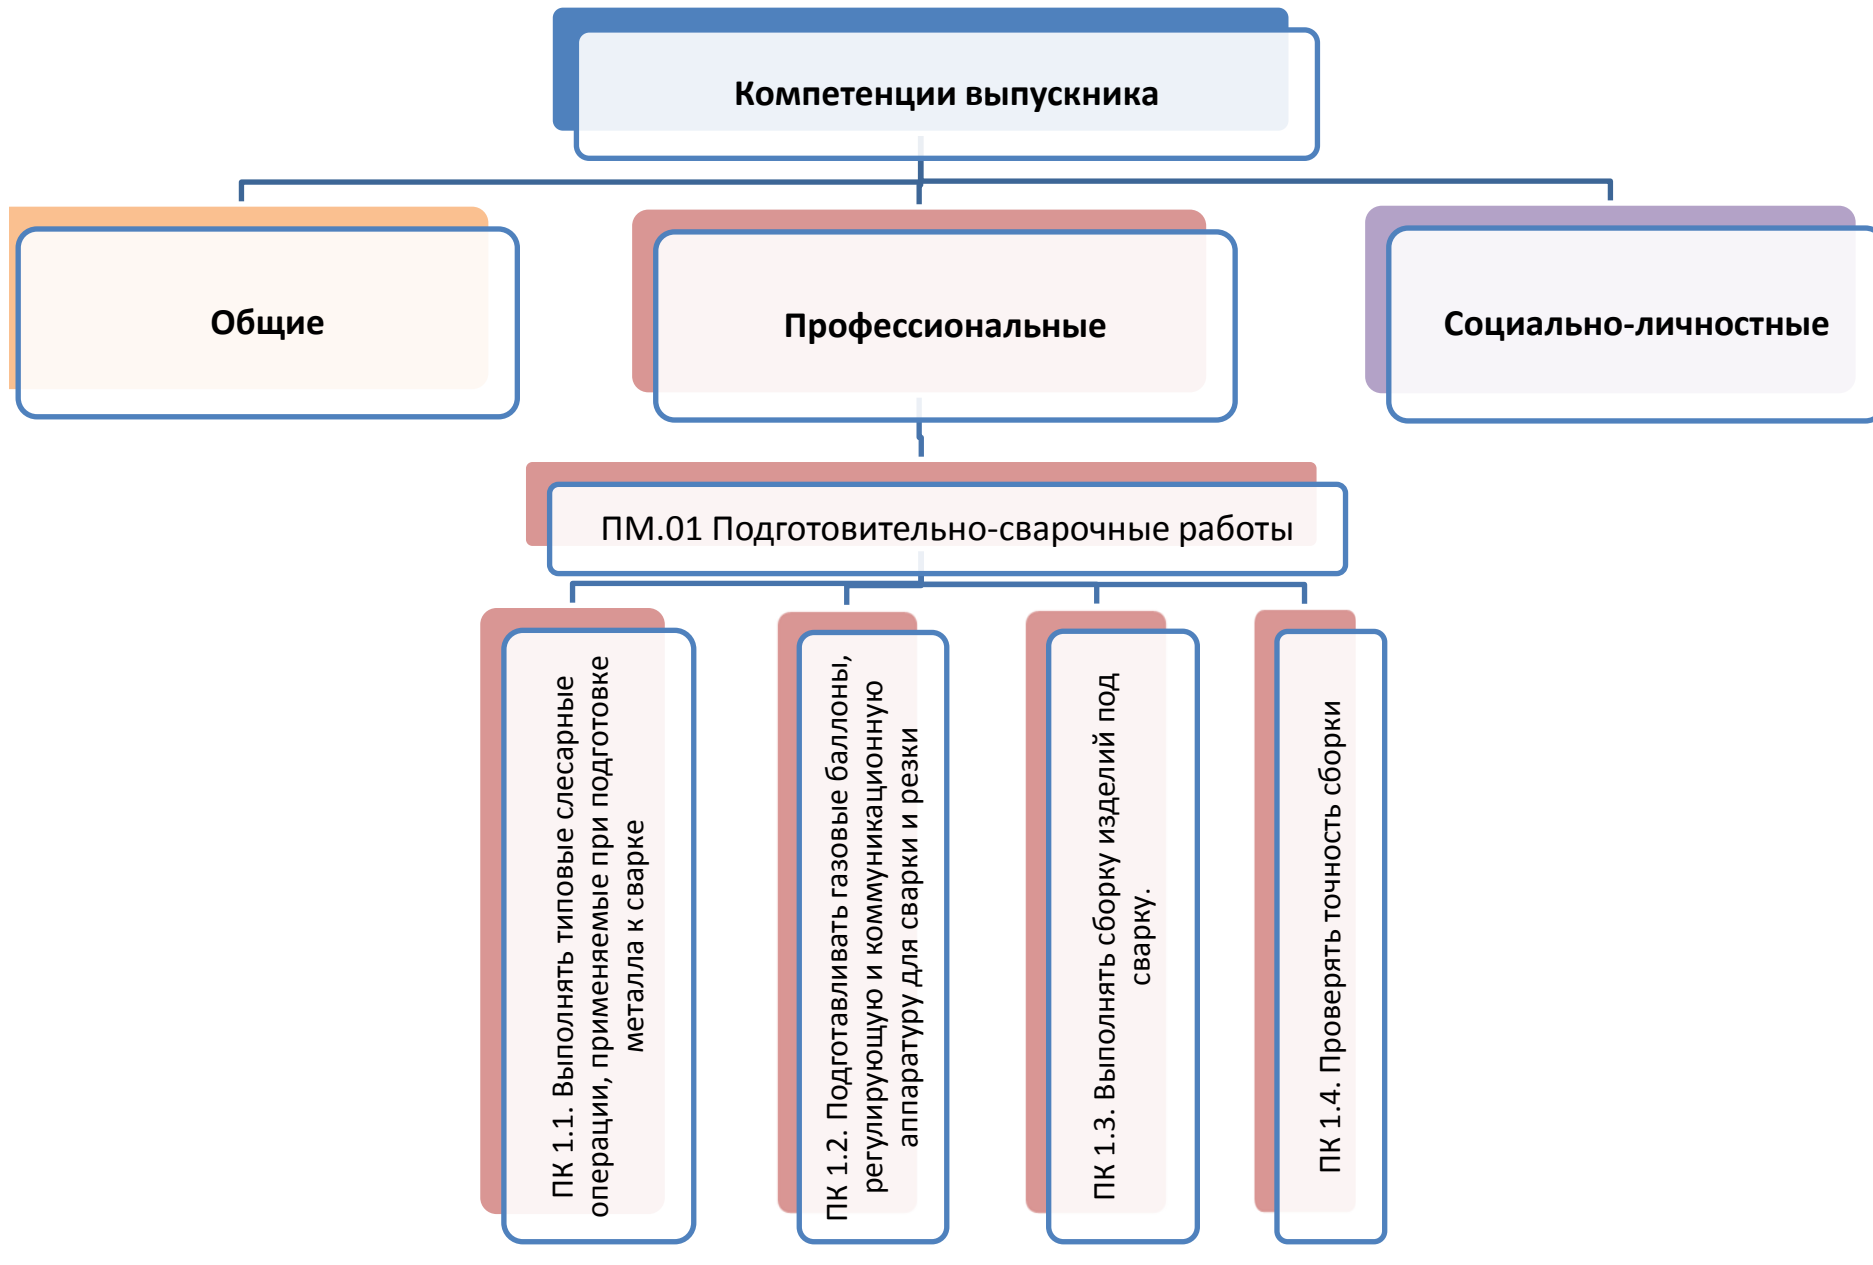 Компетенции выпускника
Общие
Профессиональные
Социально-личностные
ПМ.01 Подготовительно-сварочные работы
ПК 1.1. Выполнять типовые слесарные
операции, применяемые при подготовке
металла к сварке
ПК 1.2. Подготавливать газовые баллоны,
регулирующую и коммуникационную
аппаратуру для сварки и резки
ПК 1.3. Выполнять сборку изделий под
сварку.
ПК 1.4. Проверять точность сборки